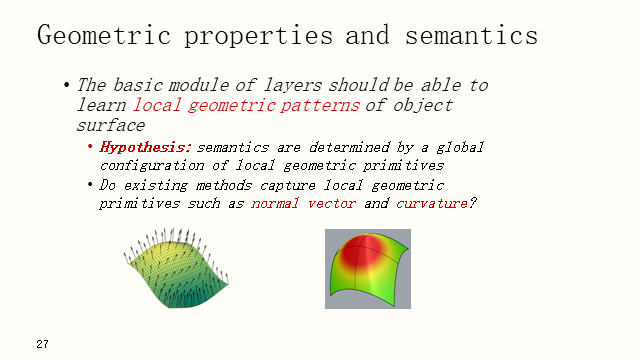 Geometric properties and semantics
• The basic module of layers should be able to
learn local geometric patterns of object
surface
• Hypothesis: semantics are determined by a global
configuration of local geometric primitives
• Do existing methods capture local geometric
primitives such as normal vector and curvature?
27